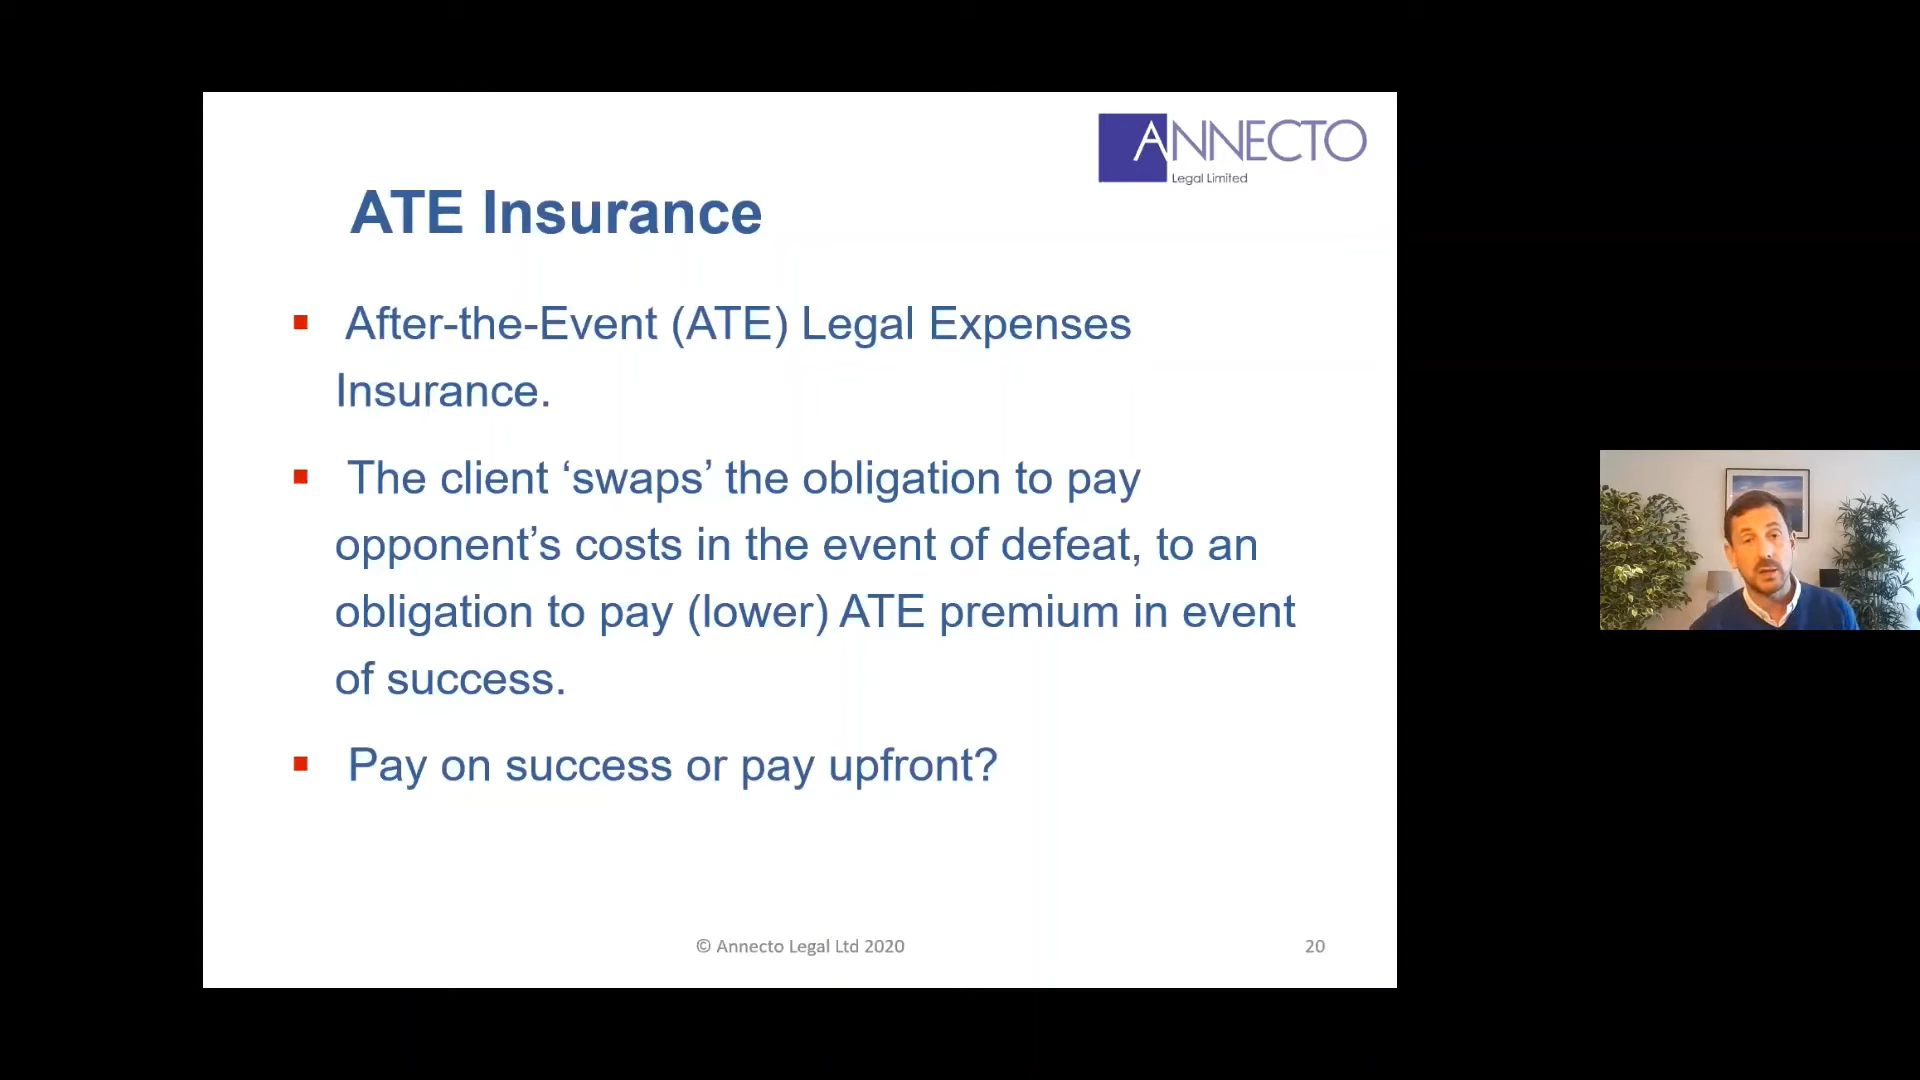 ANNECTO
Legal Limited
ATE Insurance
After-the-Event (ATE) Legal Expenses
Insurance.
The client ‘swaps’ the obligation to pay
opponent’s costs in the event of defeat, to an
obligation to pay (lower) ATE premium in event
of success.
Pay on success or pay upfront?
© Annecto Legal Ltd 2020
20